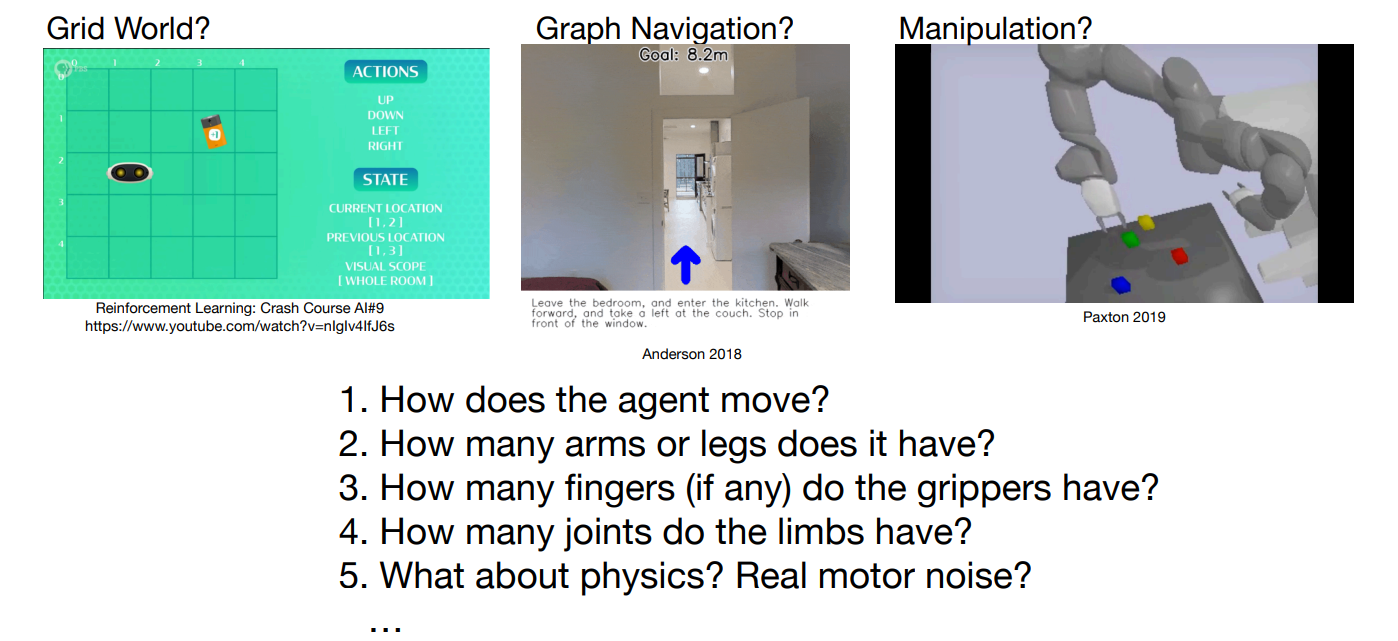 Grid World?
Graph Navigation?
Manipulation?
0 1 2 3 4
0
1
2
3
4
PBS
+1
ACTIONS
UP
DOWN
LEFT
RIGHT
STATE
CURRENT LOCATION
[ 1, 2 ]
PREVIOUS LOCATION
[ 1, 3 ]
VISUAL SCOPE
[ WHOLE ROOM ]
Reinforcement Learning: Crash Course AI#9
https://www.youtube.com/watch?v=nIgIv4IfJ6s
Goal: 8.2m
Leave the bedroom, and enter the kitchen. Walk
forward, and take a left at the couch. Stop in
front of the window.
Anderson 2018
Paxton 2019
1. How does the agent move?
2. How many arms or legs does it have?
3. How many fingers (if any) do the grippers have?
4. How many joints do the limbs have?
5. What about physics? Real motor noise?
...